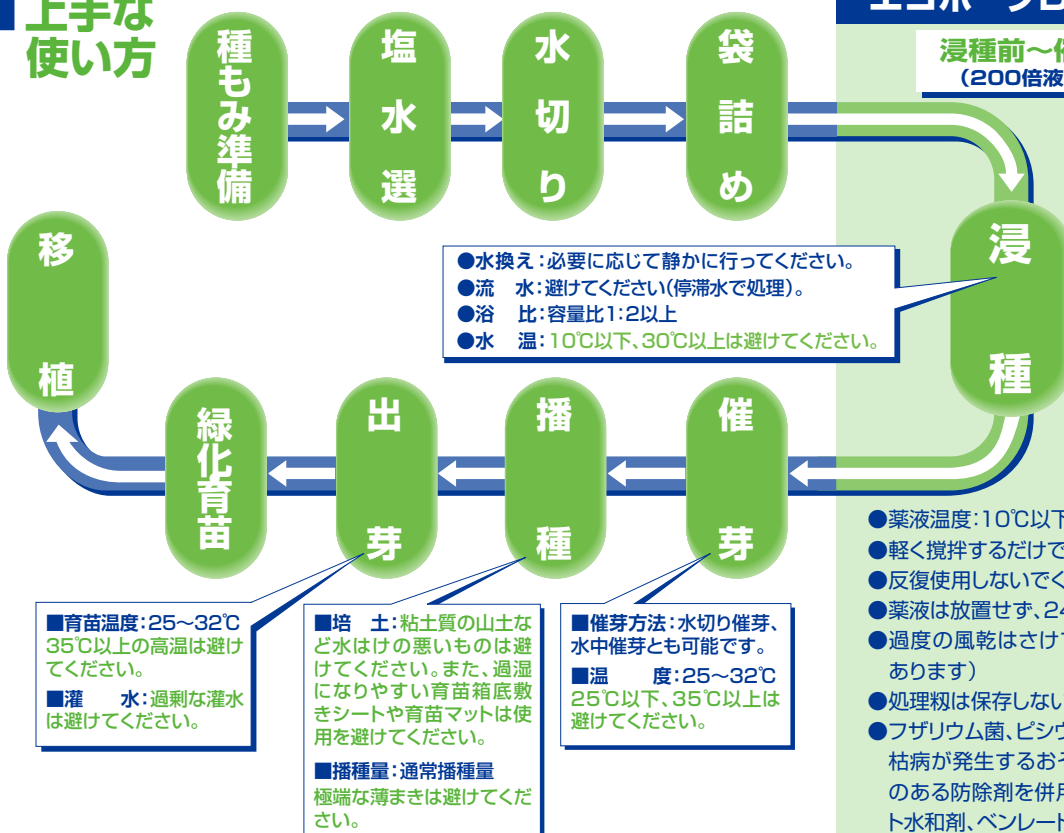 上手な
使い方
種もみ準備
塩水選
水切り
袋詰め
浸種前～
(200倍液
浸種
●水換え：必要に応じて静かに行ってください。
●流　水：避けてください(停滞水で処理)。
●浴　比：容量比1：2以上
●水　温：10℃以下、30℃以上は避けてください。
移植
緑化育苗
出芽
播種
催芽
■育苗温度：25～32℃
35℃以上の高温は避け
てください。
■灌　水：過剰な灌水
は避けてください。
■培　土：粘土質の山土な
ど水はけの悪いものは避
けてください。また、過湿
になりやすい育苗箱底敷
きシートや育苗マットは使
用を避けてください。
■播種量：通常播種量
極端な薄まきは避けてくだ
さい。
■催芽方法：水切り催芽、
水中催芽とも可能です。
■温　度：25～32℃
25℃以下、35℃以上は
避けてください。
●薬液温度：10℃以下
●軽く撹拌するだけで
●反復使用しないでく
●薬液は放置せず、24
●過度の風乾はさけ
あります）
●処理籾は保存しない
●フザリウム菌、ピシウ
枯病が発生するおそ
のある防除剤を併用
ト水和剤、ベンレート